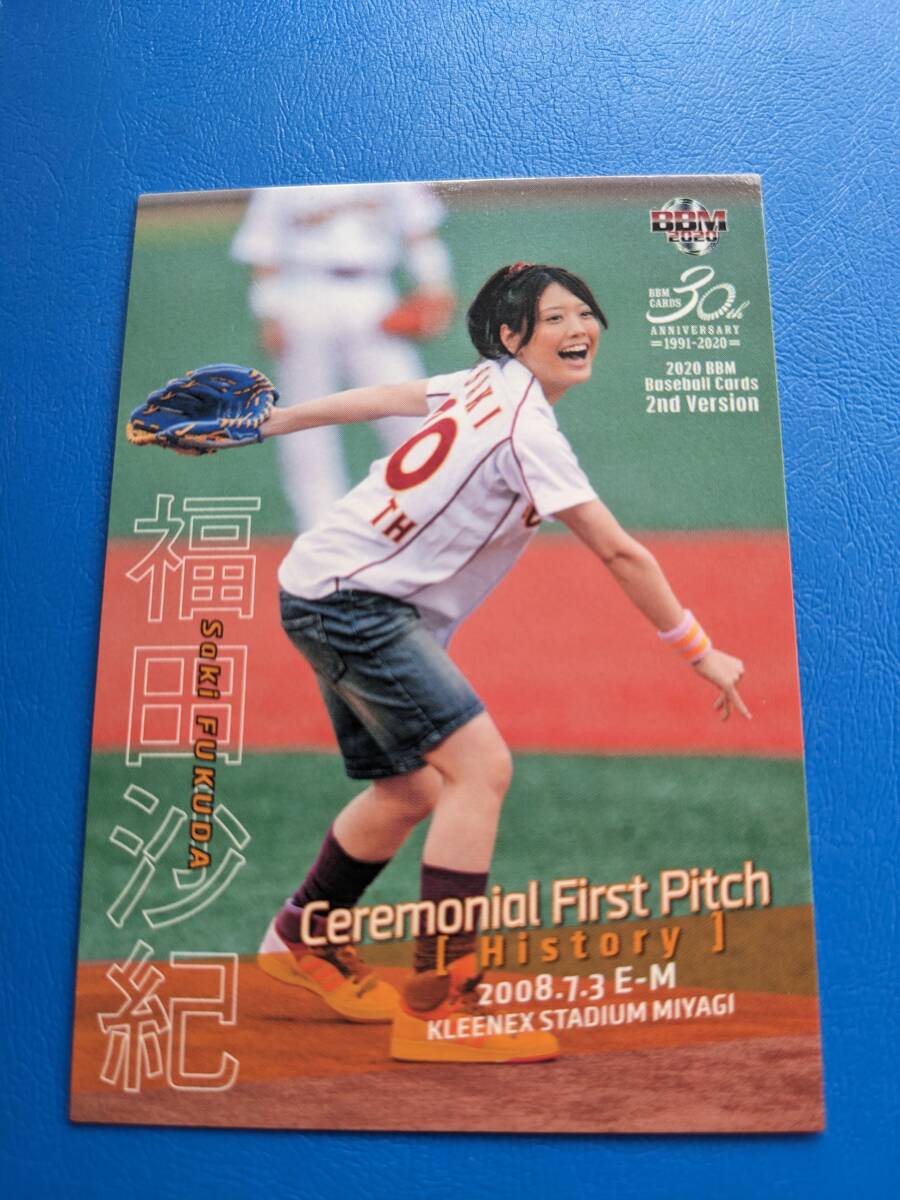 BBM
2020
BBM
CARDS
30th
ANNIVERSARY
=1991-2020=
2020 BBM
Baseball Cards
2nd Version
TH
福田沙紀
Saki FUKUDA
Ceremonial First Pitch
[ History ]
2008.7.3 E-M
KLEENEX STADIUM MIYAGI